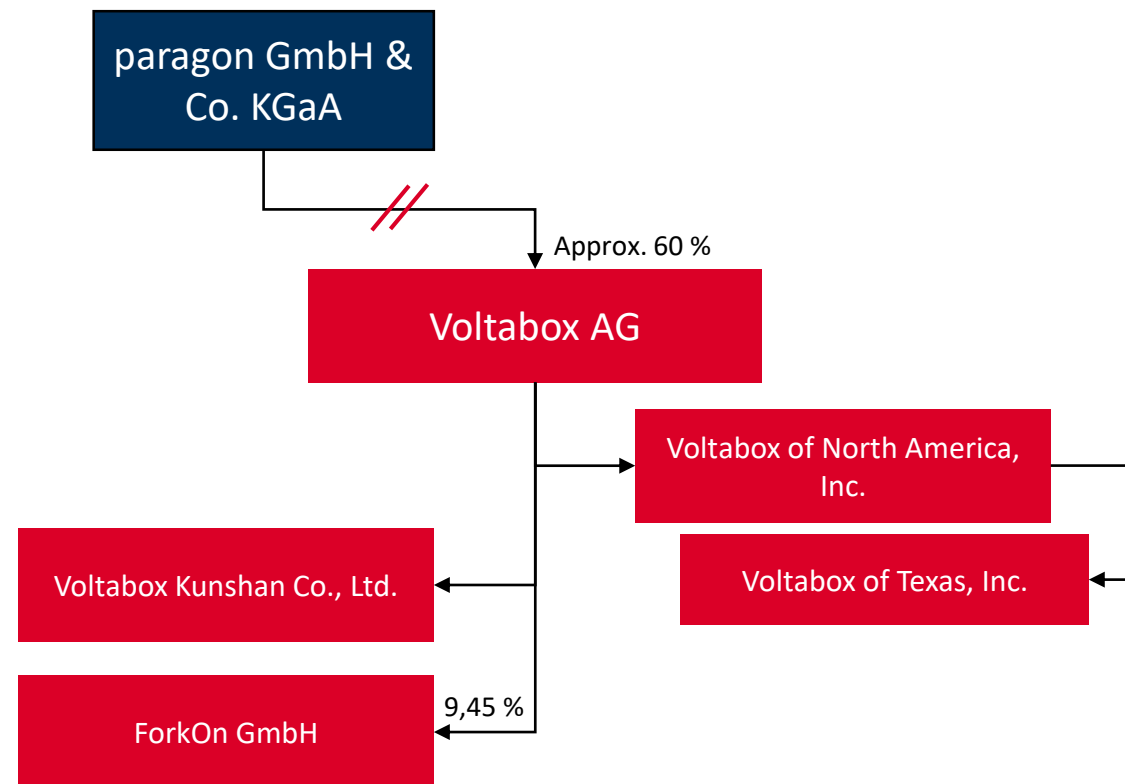 paragon GmbH &
Co. KGaA
Approx. 60 %
Voltabox AG
Voltabox of North America,
Inc.
Voltabox Kunshan Co., Ltd.
Voltabox of Texas, Inc.
9,45 %
ForkOn GmbH